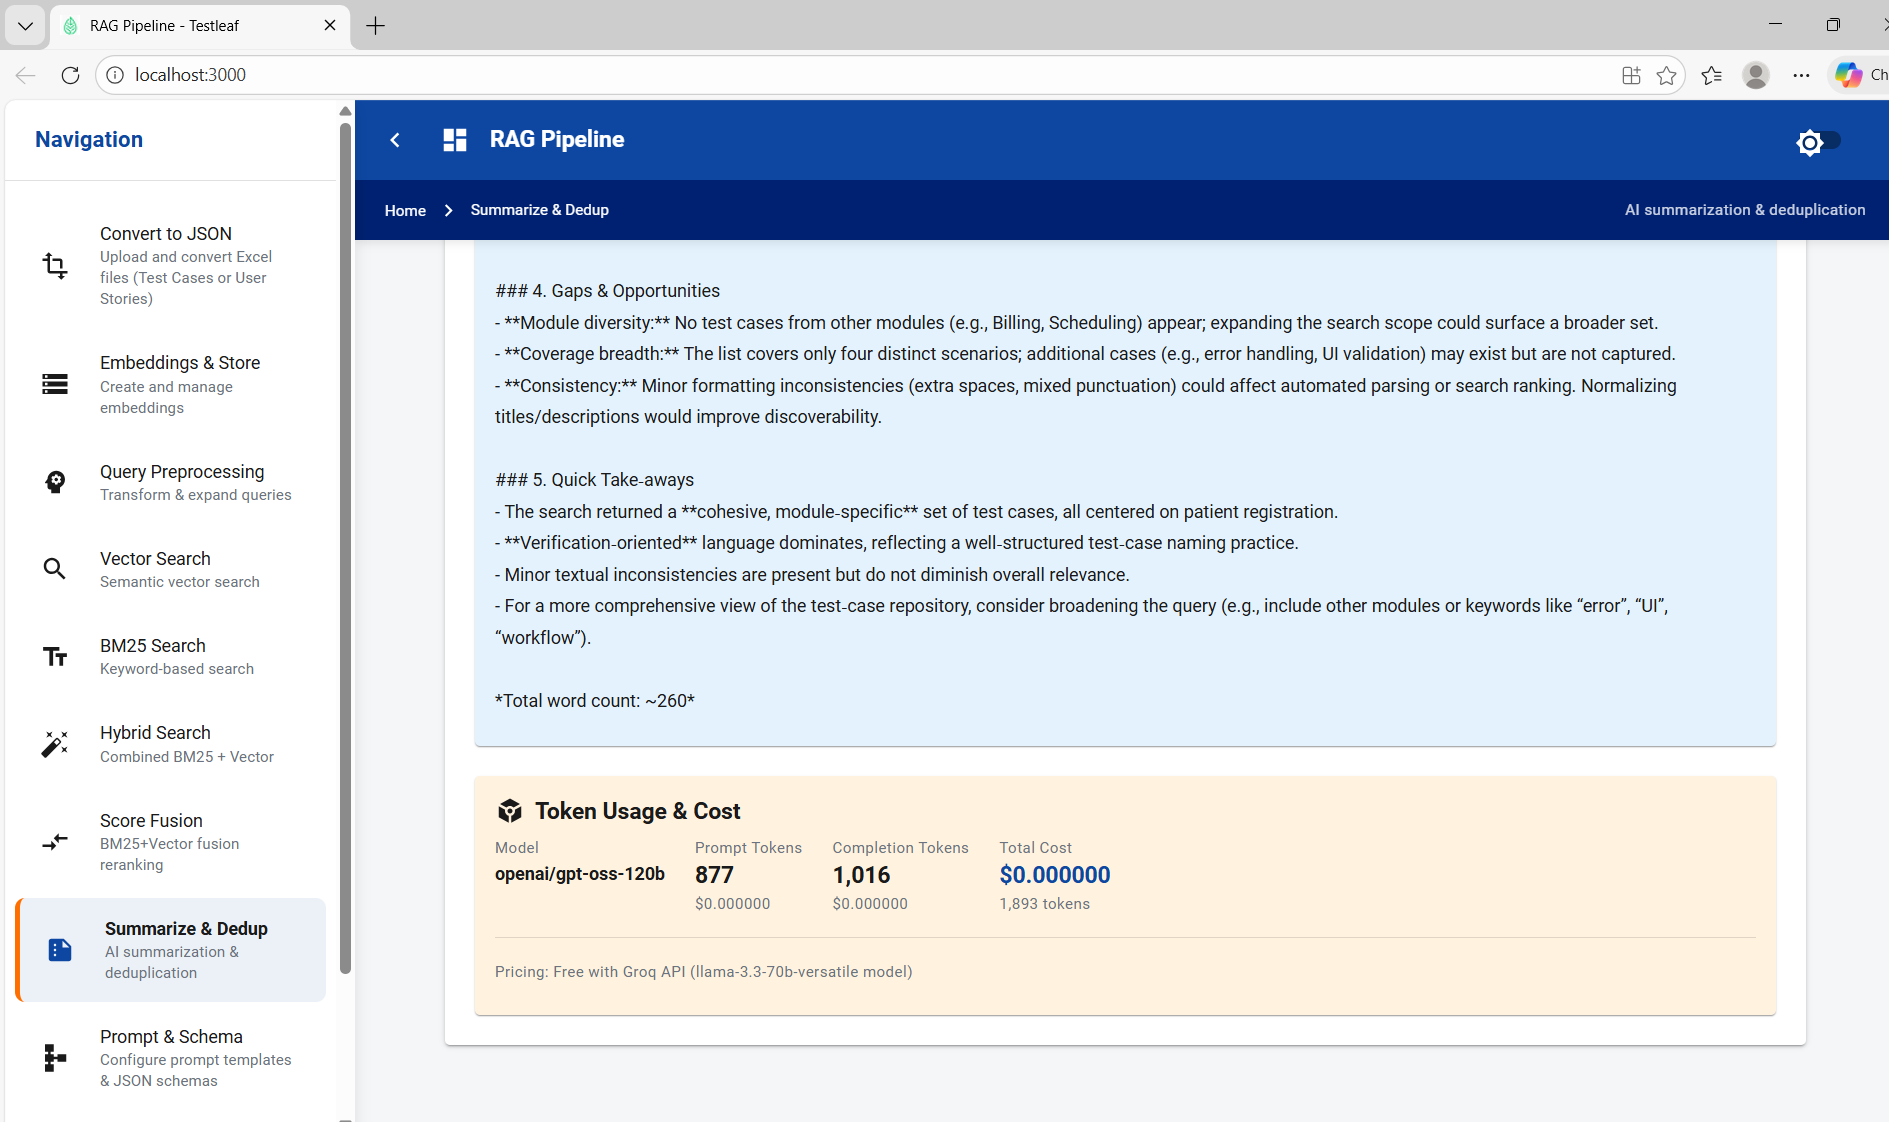 RAG Pipeline - Testleaf
localhost:3000
Ch
Navigation
Convert to JSON
Upload and convert Excel
files (Test Cases or User
Stories)
Embeddings & Store
Create and manage
embeddings
Query Preprocessing
Transform & expand queries
Vector Search
Semantic vector search
BM25 Search
Keyword-based search
Hybrid Search
Combined BM25 + Vector
Score Fusion
BM25+Vector fusion
reranking
Summarize & Dedup
AI summarization &
deduplication
Prompt & Schema
Configure prompt templates
& JSON schemas
RAG Pipeline
Home
Summarize & Dedup
AI summarization & deduplication
### 4. Gaps & Opportunities
- **Module diversity:** No test cases from other modules (e.g., Billing, Scheduling) appear; expanding the search scope could surface a broader set.
- **Coverage breadth:** The list covers only four distinct scenarios; additional cases (e.g., error handling, UI validation) may exist but are not captured.
- **Consistency:** Minor formatting inconsistencies (extra spaces, mixed punctuation) could affect automated parsing or search ranking. Normalizing
titles/descriptions would improve discoverability.
### 5. Quick Take‑aways
- The search returned a **cohesive, module‑specific** set of test cases, all centered on patient registration.
- **Verification‑oriented** language dominates, reflecting a well‑structured test‑case naming practice.
- Minor textual inconsistencies are present but do not diminish overall relevance.
- For a more comprehensive view of the test‑case repository, consider broadening the query (e.g., include other modules or keywords like “error”, “UI”,
“workflow”).
*Total word count: ~260*
Token Usage & Cost
Model
openai/gpt-oss-120b
Prompt Tokens
877
$0.000000
Completion Tokens
1,016
$0.000000
Total Cost
$0.000000
1,893 tokens
Pricing: Free with Groq API (llama-3.3-70b-versatile model)